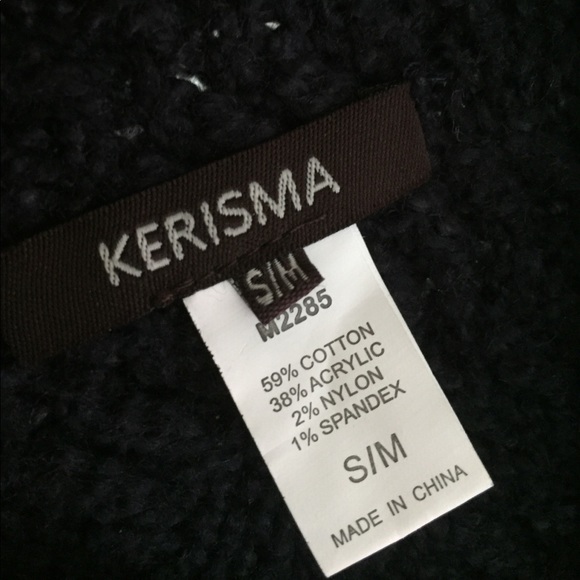 KERISMA
S/M
M2285
59% COTTON
38% ACRYLIC
2% NYLON
1% SPANDEX
S/M
MADE IN CHINA